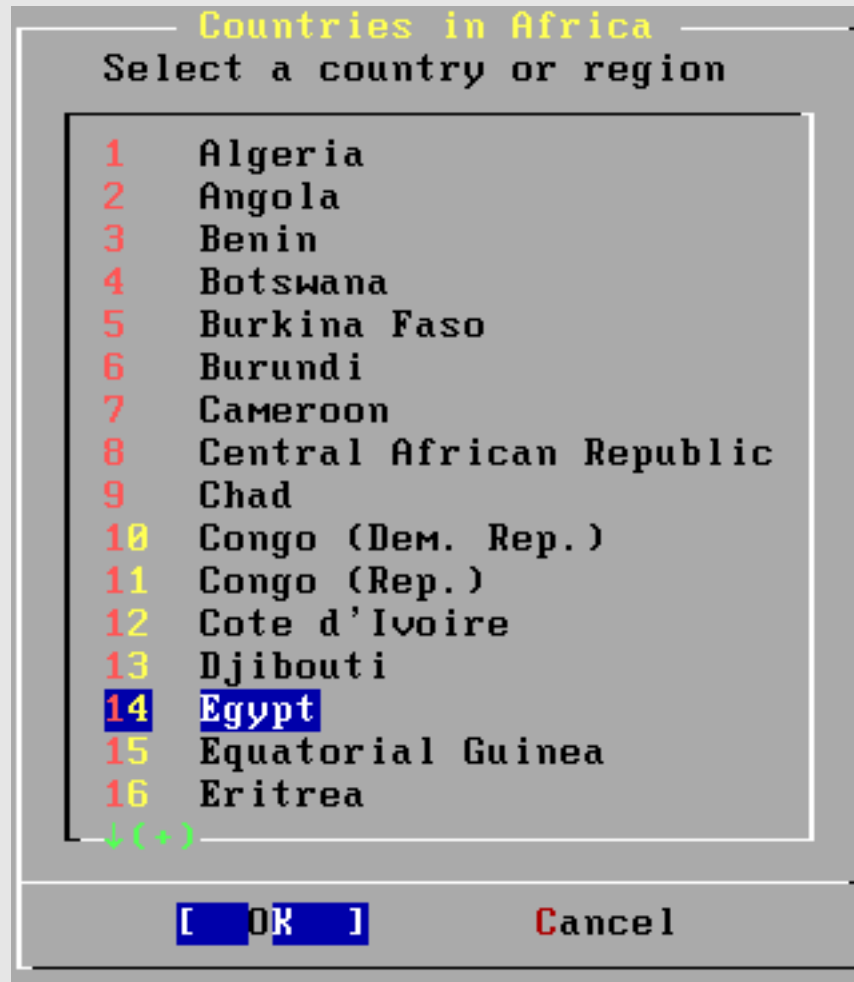 Countries in Africa
Select a country or region
1 Algeria
2 Angola
3 Benin
4 Botswana
5 Burkina Faso
6 Burundi
7 Cameroon
8 Central African Republic
9 Chad
10 Congo (Dem. Rep.)
11 Congo (Rep.)
12 Cote d'Ivoire
13 Djibouti
14 Egypt
15 Equatorial Guinea
16 Eritrea
↓(+)
[ OK ] Cancel